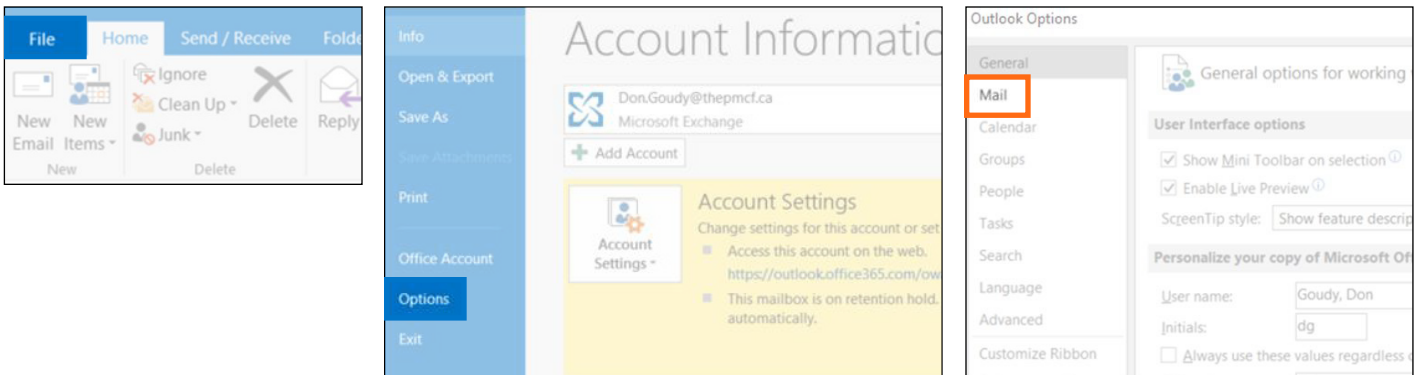 File Home Send / Receive Folde
Ignore
Clean Up
Junk
New Email
New Items
Delete
Reply
New
Delete
Info
Open & Export
Save As
Save Attachments
Print
Office Account
Options
Exit
Account Informatio
Don.Goudy@thepmcf.ca
Microsoft Exchange
Add Account
Account Settings
Account Settings
Change settings for this account or set
Access this account on the web.
https://outlook.office365.com/ow
This mailbox is on retention hold.
automatically.
Outlook Options
General
Mail
Calendar
Groups
People
Tasks
Search
Language
Advanced
Customize Ribbon
General options for working
User Interface options
Show Mini Toolbar on selection
Enable Live Preview
ScreenTip style: Show feature descrip
Personalize your copy of Microsoft Of
User name: Goudy, Don
Initials: dg
Always use these values regardless